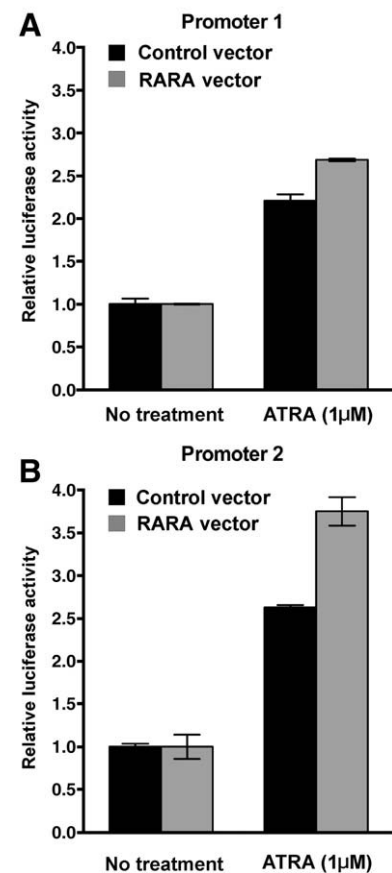 A
Promoter 1
Relative luciferase activity
4.0
3.5
3.0
2.5
2.0
1.5
1.0
0.5
0.0
Control vector
RARA vector
No treatment
ATRA (1µM)
B
Promoter 2
Relative luciferase activity
4.0
3.5
3.0
2.5
2.0
1.5
1.0
0.5
0.0
Control vector
RARA vector
No treatment
ATRA (1µM)